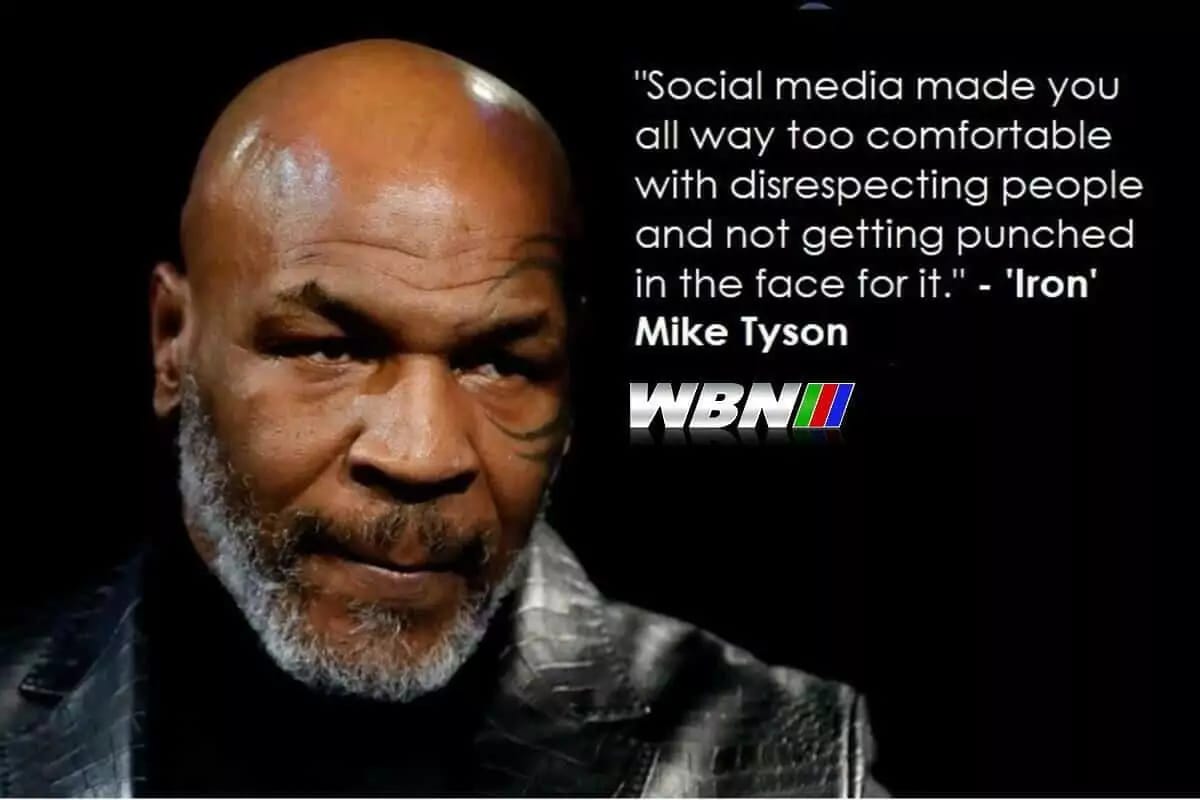 "Social media made you
all way too comfortable
with disrespecting people
and not getting punched
in the face for it." - 'Iron'
Mike Tyson
WBN